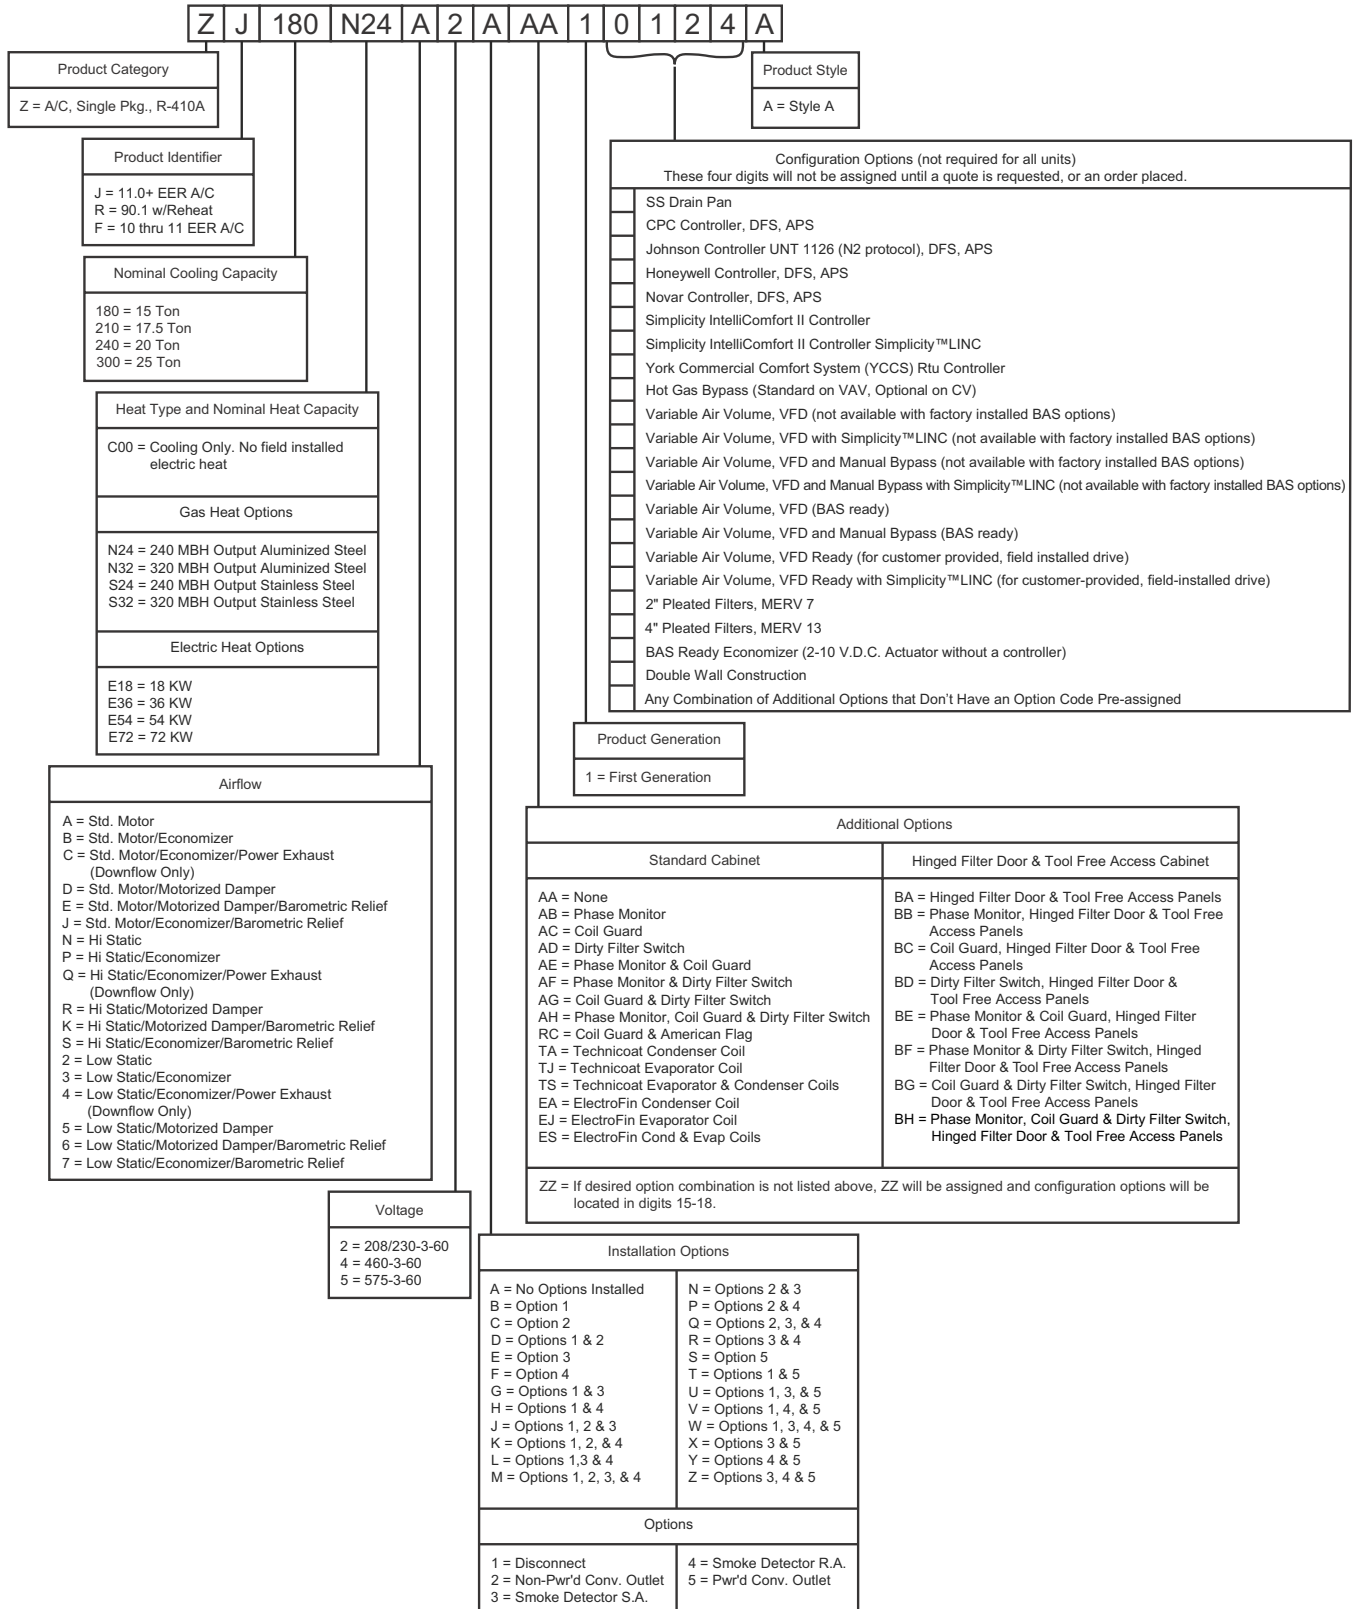 Z J 180 N24 A 2 A AA 1 0 1 2 4 A
Product Category
Z = A/C, Single Pkg., R-410A
Product Style
A = Style A
Product Identifier
J = 11.0+ EER A/C
R = 90.1 w/Reheat
F = 10 thru 11 EER A/C
Configuration Options (not required for all units)
These four digits will not be assigned until a quote is requested, or an order placed.
SS Drain Pan
CPC Controller, DFS, APS
Johnson Controller UNT 1126 (N2 protocol), DFS, APS
Honeywell Controller, DFS, APS
Novar Controller, DFS, APS
Simplicity IntelliComfort II Controller
Simplicity IntelliComfort II Controller Simplicity™LINC
York Commercial Comfort System (YCCS) Rtu Controller
Hot Gas Bypass (Standard on VAV, Optional on CV)
Variable Air Volume, VFD (not available with factory installed BAS options)
Variable Air Volume, VFD with Simplicity™LINC (not available with factory installed BAS options)
Variable Air Volume, VFD and Manual Bypass (not available with factory installed BAS options)
Variable Air Volume, VFD and Manual Bypass with Simplicity™LINC (not available with factory installed BAS options)
Variable Air Volume, VFD (BAS ready)
Variable Air Volume, VFD and Manual Bypass (BAS ready)
Variable Air Volume, VFD Ready (for customer provided, field installed drive)
Variable Air Volume, VFD Ready with Simplicity™LINC (for customer-provided, field-installed drive)
2" Pleated Filters, MERV 7
4" Pleated Filters, MERV 13
BAS Ready Economizer (2-10 V.D.C. Actuator without a controller)
Double Wall Construction
Any Combination of Additional Options that Don't Have an Option Code Pre-assigned
Nominal Cooling Capacity
180 = 15 Ton
210 = 17.5 Ton
240 = 20 Ton
300 = 25 Ton
Heat Type and Nominal Heat Capacity
C00 = Cooling Only. No field installed
electric heat
Gas Heat Options
N24 = 240 MBH Output Aluminized Steel
N32 = 320 MBH Output Aluminized Steel
S24 = 240 MBH Output Stainless Steel
S32 = 320 MBH Output Stainless Steel
Electric Heat Options
E18 = 18 KW
E36 = 36 KW
E54 = 54 KW
E72 = 72 KW
Product Generation
1 = First Generation
Airflow
A = Std. Motor
B = Std. Motor/Economizer
C = Std. Motor/Economizer/Power Exhaust
(Downflow Only)
D = Std. Motor/Motorized Damper
E = Std. Motor/Motorized Damper/Barometric Relief
J = Std. Motor/Economizer/Barometric Relief
N = Hi Static
P = Hi Static/Economizer
Q = Hi Static/Economizer/Power Exhaust
(Downflow Only)
R = Hi Static/Motorized Damper
K = Hi Static/Motorized Damper/Barometric Relief
S = Hi Static/Economizer/Barometric Relief
2 = Low Static
3 = Low Static/Economizer
4 = Low Static/Economizer/Power Exhaust
(Downflow Only)
5 = Low Static/Motorized Damper
6 = Low Static/Motorized Damper/Barometric Relief
7 = Low Static/Economizer/Barometric Relief
Additional Options
Standard Cabinet
AA = None
AB = Phase Monitor
AC = Coil Guard
AD = Dirty Filter Switch
AE = Phase Monitor & Coil Guard
AF = Phase Monitor & Dirty Filter Switch
AG = Coil Guard & Dirty Filter Switch
AH = Phase Monitor, Coil Guard & Dirty Filter Switch
RC = Coil Guard & American Flag
TA = Technicoat Condenser Coil
TJ = Technicoat Evaporator Coil
TS = Technicoat Evaporator & Condenser Coils
EA = ElectroFin Condenser Coil
EJ = ElectroFin Evaporator Coil
ES = ElectroFin Cond & Evap Coils
Hinged Filter Door & Tool Free Access Cabinet
BA = Hinged Filter Door & Tool Free Access Panels
BB = Phase Monitor, Hinged Filter Door & Tool Free
Access Panels
BC = Coil Guard, Hinged Filter Door & Tool Free
Access Panels
BD = Dirty Filter Switch, Hinged Filter Door &
Tool Free Access Panels
BE = Phase Monitor & Coil Guard, Hinged Filter
Door & Tool Free Access Panels
BF = Phase Monitor & Dirty Filter Switch, Hinged
Filter Door & Tool Free Access Panels
BG = Coil Guard & Dirty Filter Switch, Hinged Filter
Door & Tool Free Access Panels
BH = Phase Monitor, Coil Guard & Dirty Filter Switch,
Hinged Filter Door & Tool Free Access Panels
ZZ = If desired option combination is not listed above, ZZ will be assigned and configuration options will be
located in digits 15-18.
Voltage
2 = 208/230-3-60
4 = 460-3-60
5 = 575-3-60
Installation Options
A = No Options Installed
B = Option 1
C = Option 2
D = Options 1 & 2
E = Option 3
F = Option 4
G = Options 1 & 3
H = Options 1 & 4
J = Options 1, 2 & 3
K = Options 1, 2, & 4
L = Options 1,3 & 4
M = Options 1, 2, 3, & 4
N = Options 2 & 3
P = Options 2 & 4
Q = Options 2, 3, & 4
R = Options 3 & 4
S = Option 5
T = Options 1 & 5
U = Options 1, 3, & 5
V = Options 1, 4, & 5
W = Options 1, 3, 4, & 5
X = Options 3 & 5
Y = Options 4 & 5
Z = Options 3, 4 & 5
Options
1 = Disconnect
2 = Non-Pwr'd Conv. Outlet
3 = Smoke Detector S.A.
4 = Smoke Detector R.A.
5 = Pwr'd Conv. Outlet